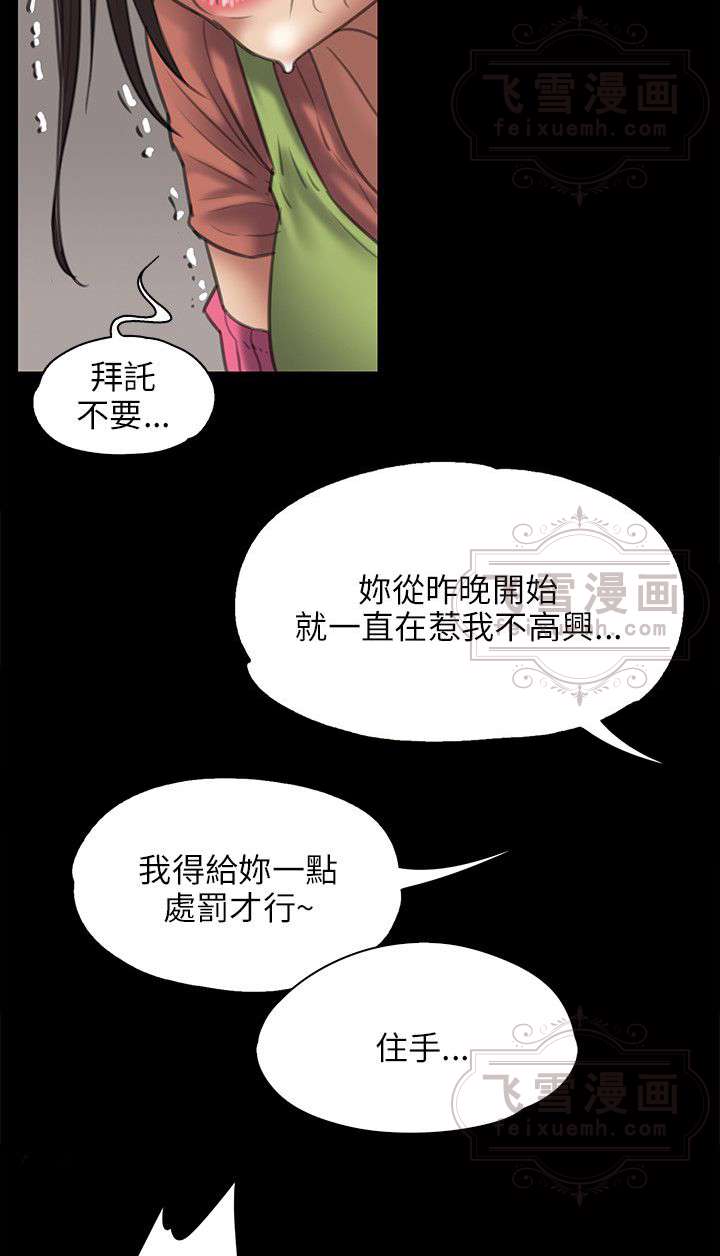 飞雪漫画
feixuemh.com
拜託
不要...
妳從昨晚開始
就一直在惹我不高興...
飞雪漫画
feixuemh.com
我得給妳一點
處罰才行~
住手...
飞雪漫画
feixuemh.com